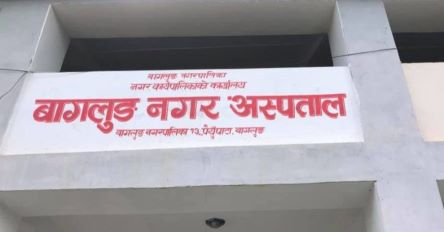 बागलुङ नगरपालिका
नगर कार्यपालिकाको कार्यालय
बागलुङ नगर अस्पताल
बागलुङ नगरपालिका १३, पैयुँपाटा, बागलुङ